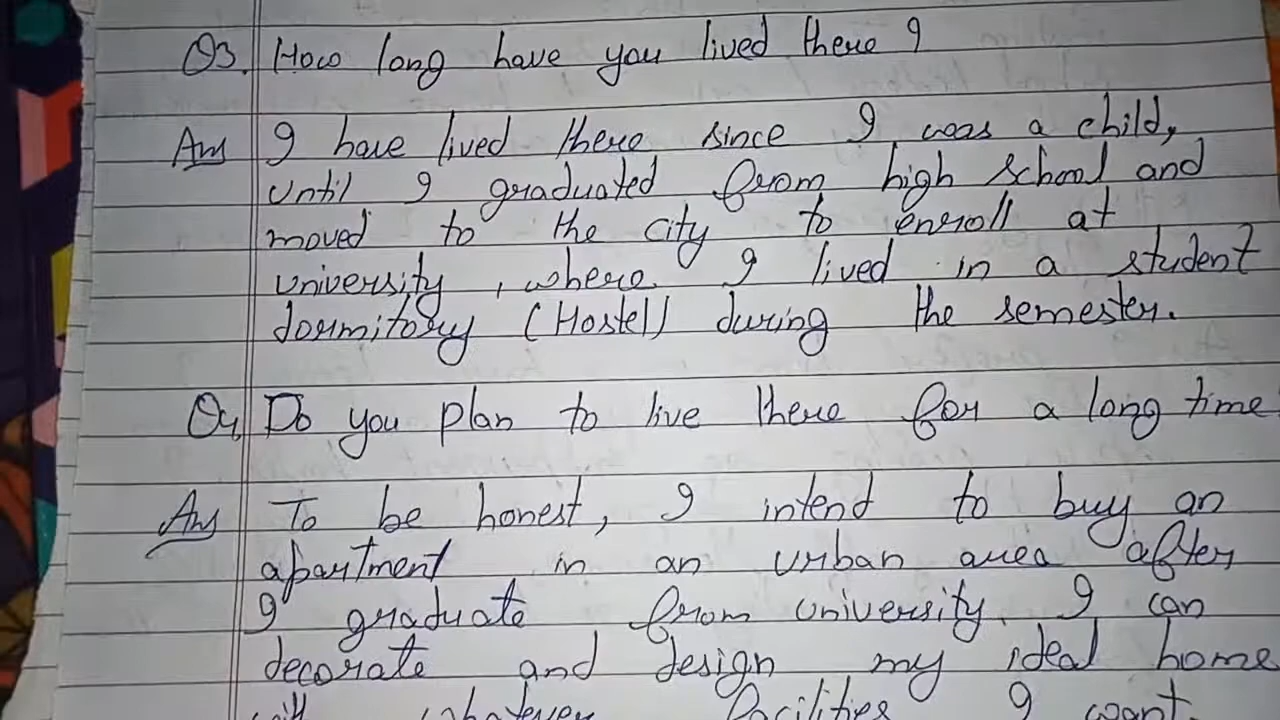 Q3. How long have you lived there ?
Ans I have lived there since I was a child,
until I graduated from high school and
moved to the city to enroll at
university, where I lived in a student
dormitory (Hostel) during the semester.
Q4, Do you plan to live there for a long time
Ans To be honest, I intend to buy an
apartment in an urban area after
I graduate from university. I can
decorate and design my ideal home
whatever facilities I want